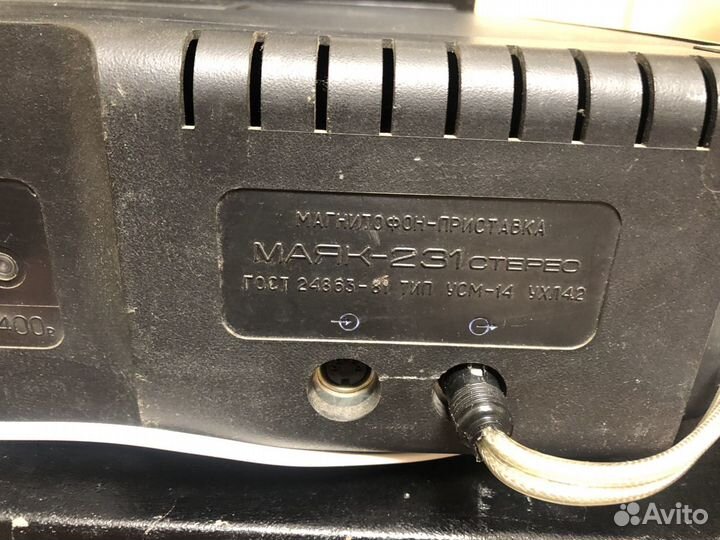 МАГНИТОФОН-ПРИСТАВКА
МАЯК-231 СТЕРЕО
ГОСТ 24863-81 ТИП УСМ-14 УХЛ4.2
400р
Avito